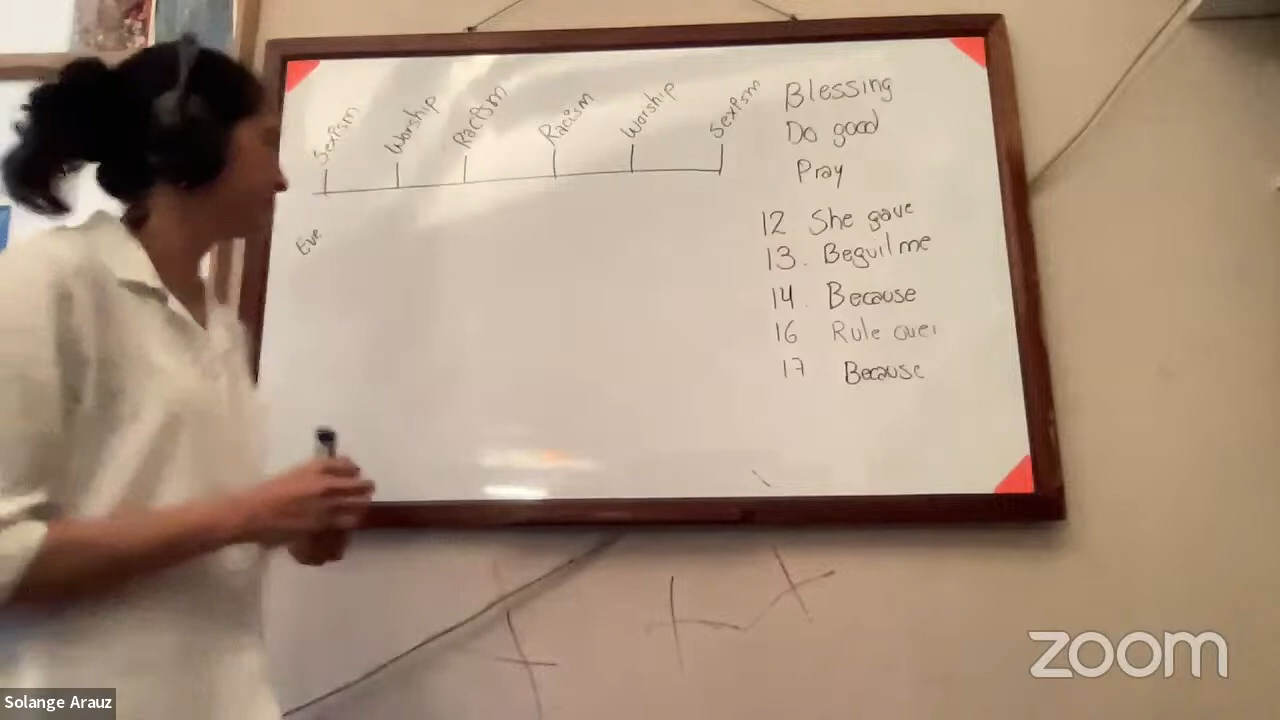 Sexism Worship Racism Racism Worship Sexism
Eve
Blessing
Do good
Pray
12 She gave
13. Beguil me
14. Because
16 Rule over
17 Because
zoom
Solange Arauz